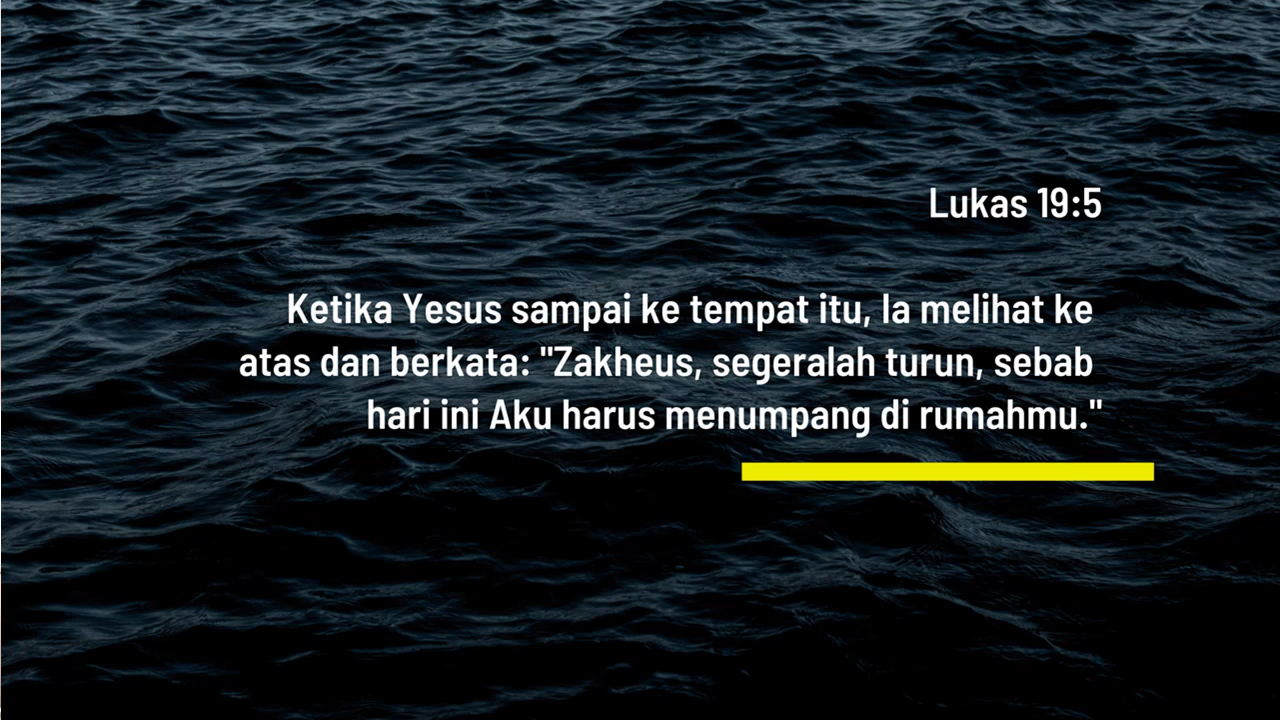 Lukas 19:5
Ketika Yesus sampai ke tempat itu, Ia melihat ke
atas dan berkata: "Zakheus, segeralah turun, sebab
hari ini Aku harus menumpang di rumahmu."